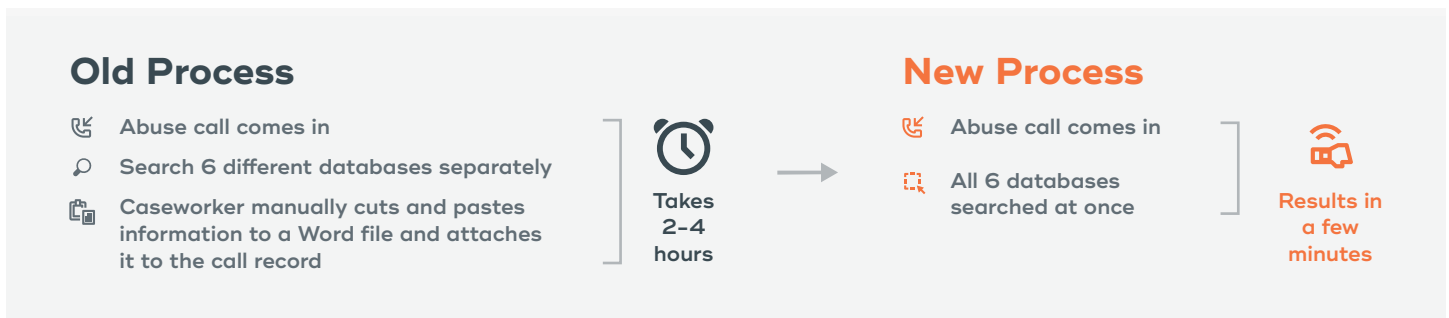 Old Process
Abuse call comes in
Search 6 different databases separately
Caseworker manually cuts and pastes
information to a Word file and attaches
it to the call record
Takes
2-4
hours
New Process
Abuse call comes in
All 6 databases
searched at once
Results in
a few
minutes